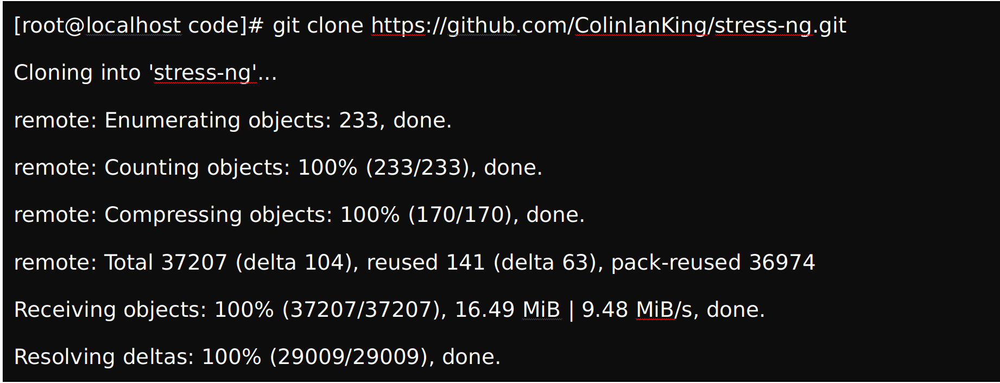 [root@localhost code]# git clone https://github.com/ColinIanKing/stress-ng.git
Cloning into 'stress-ng'...
remote: Enumerating objects: 233, done.
remote: Counting objects: 100% (233/233), done.
remote: Compressing objects: 100% (170/170), done.
remote: Total 37207 (delta 104), reused 141 (delta 63), pack-reused 36974
Receiving objects: 100% (37207/37207), 16.49 MiB | 9.48 MiB/s, done.
Resolving deltas: 100% (29009/29009), done.